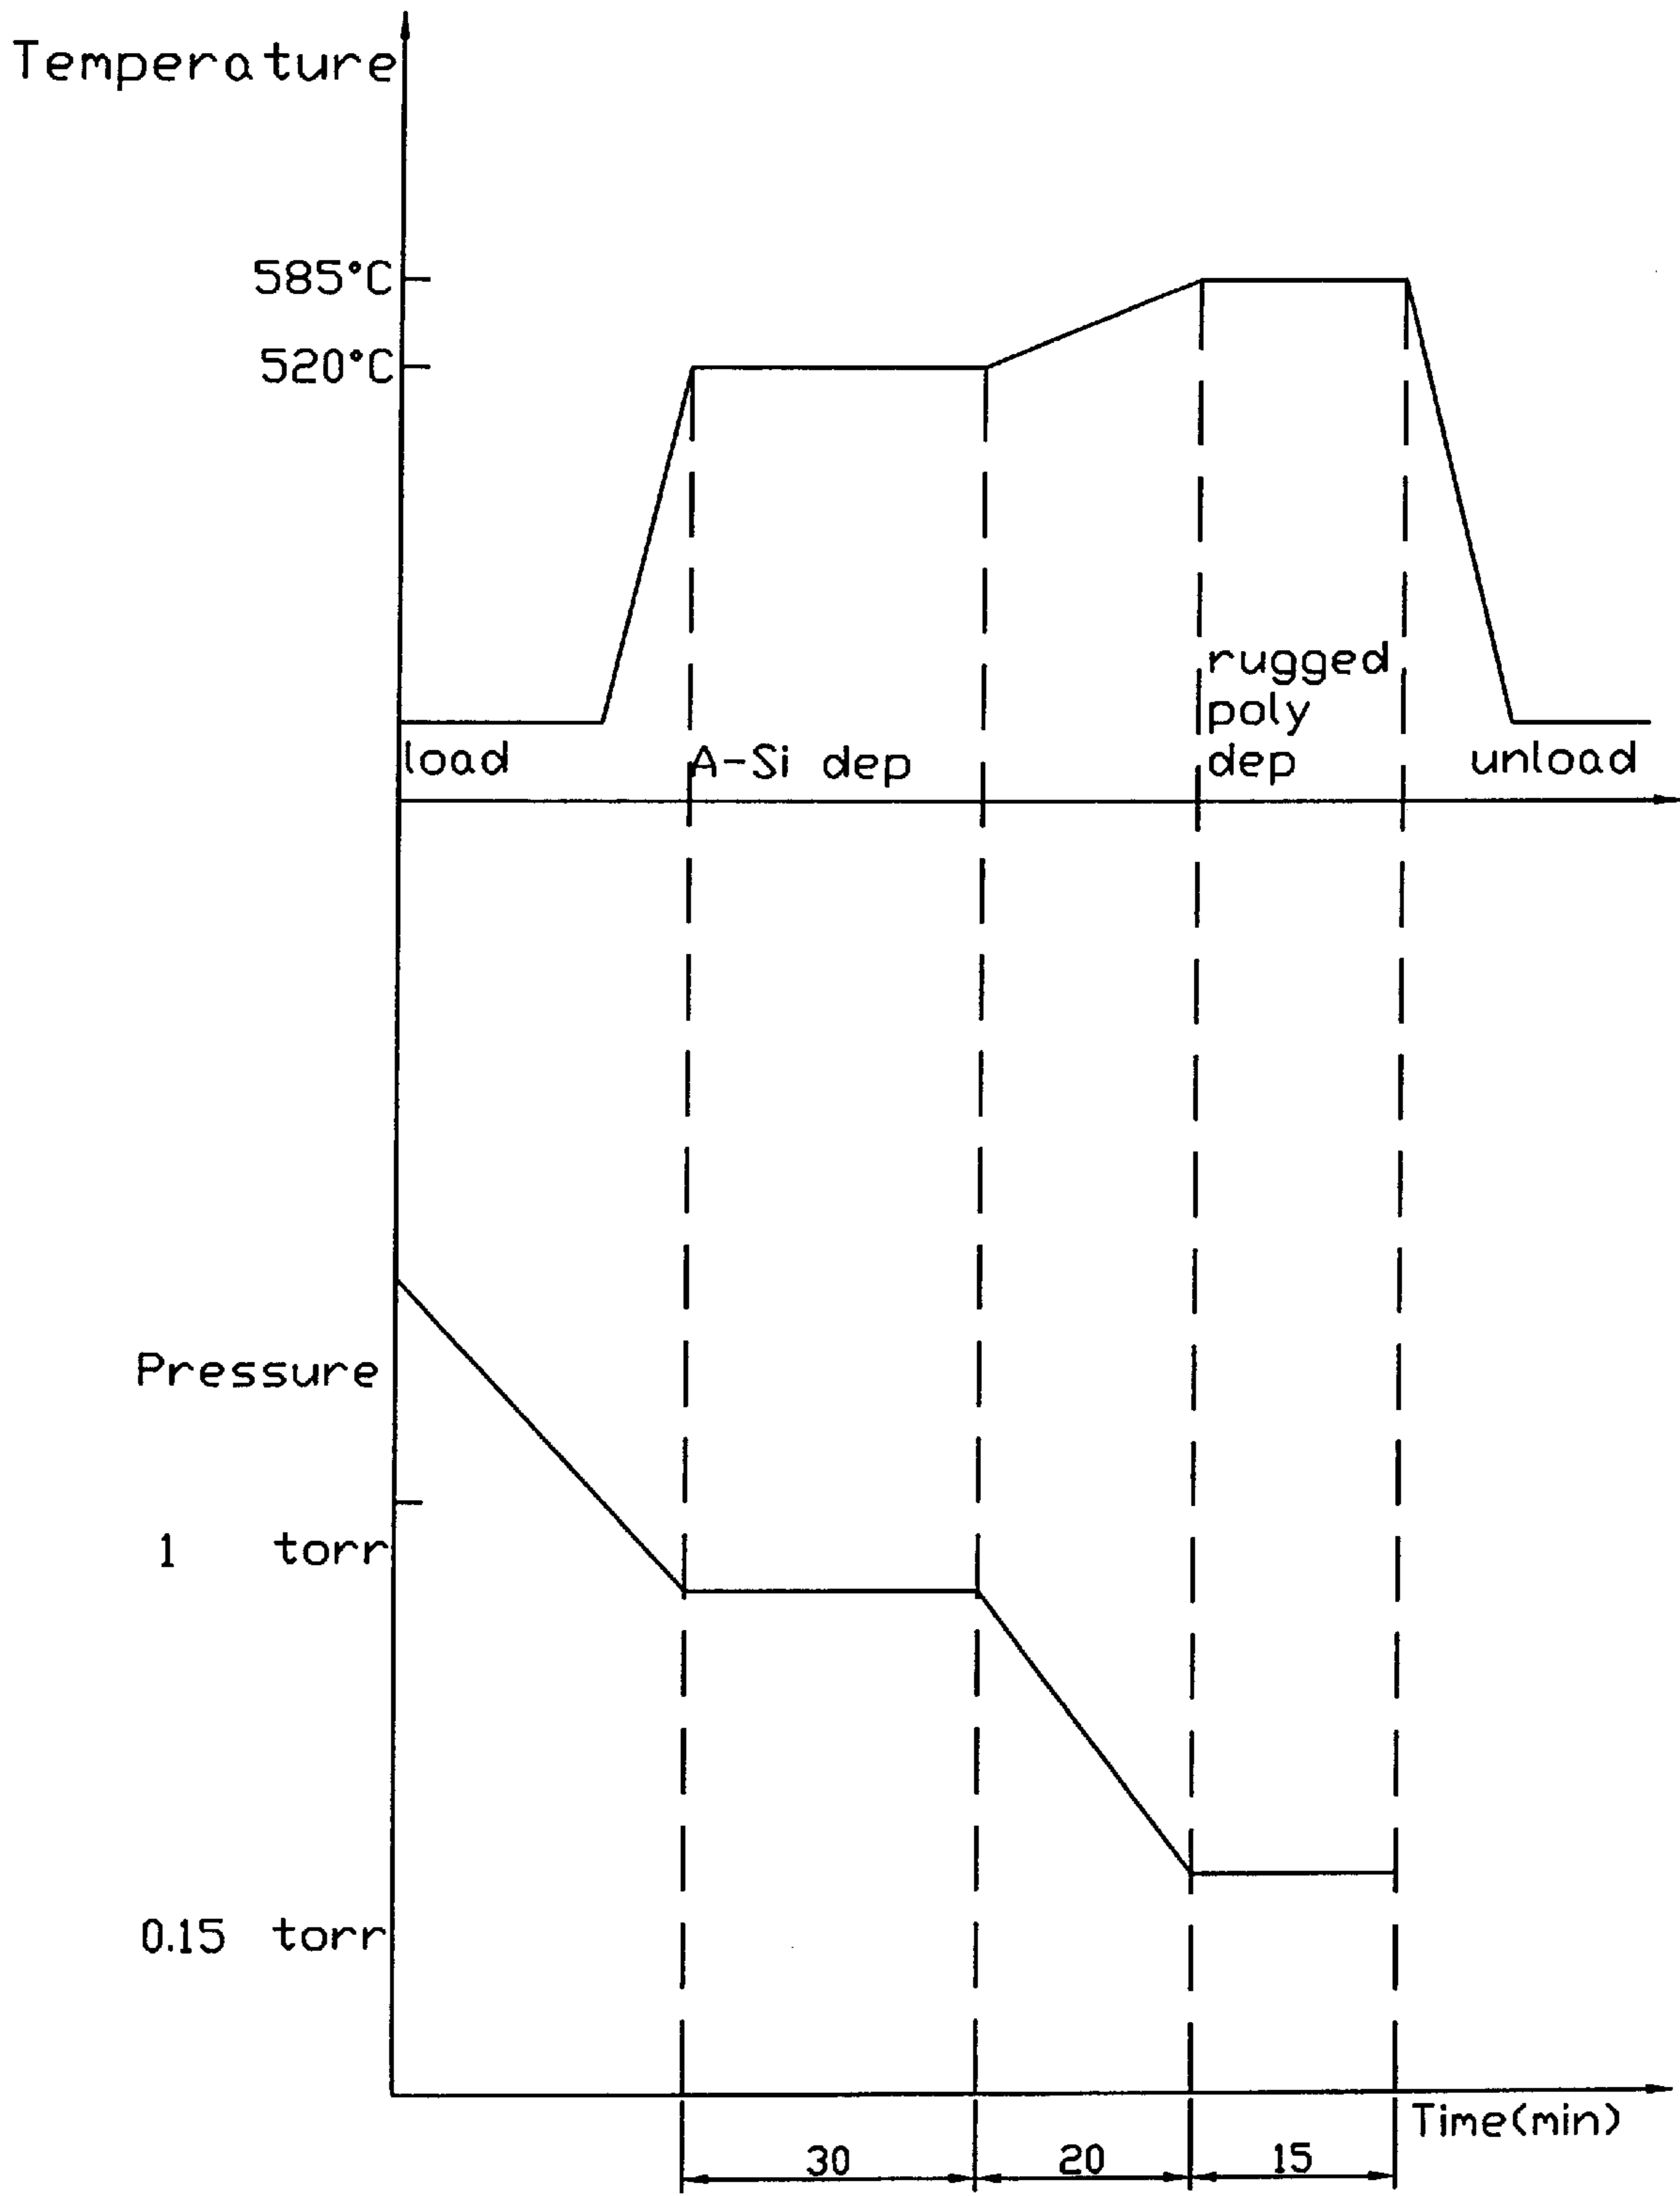 Temperature
585°C
520°C
rugged
poly
dep
load
A-Si dep
unload
Pressure
1 torr
0.15 torr
Time(min)
30
20
15